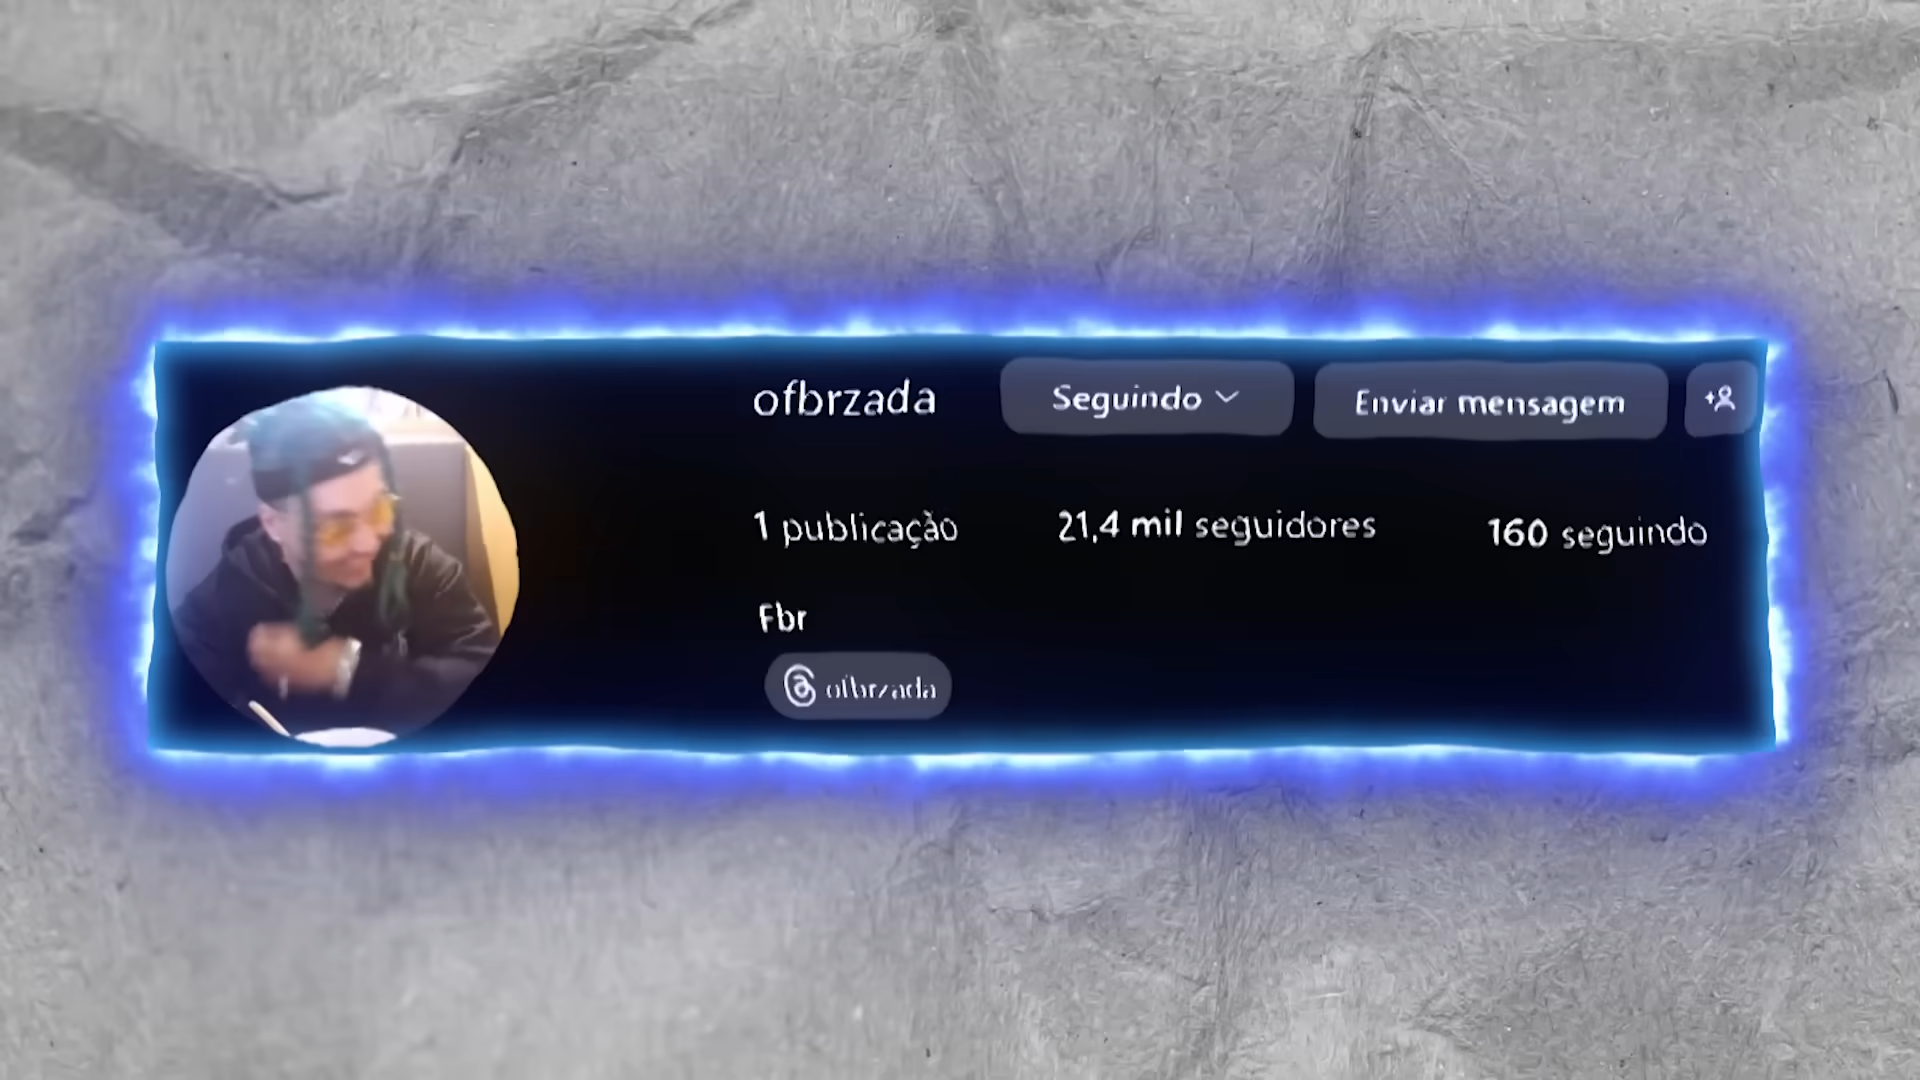 ofbrzada Seguindo Enviar mensagem
1 publicação 21,4 mil seguidores 160 seguindo
Fbr
ofbrzada